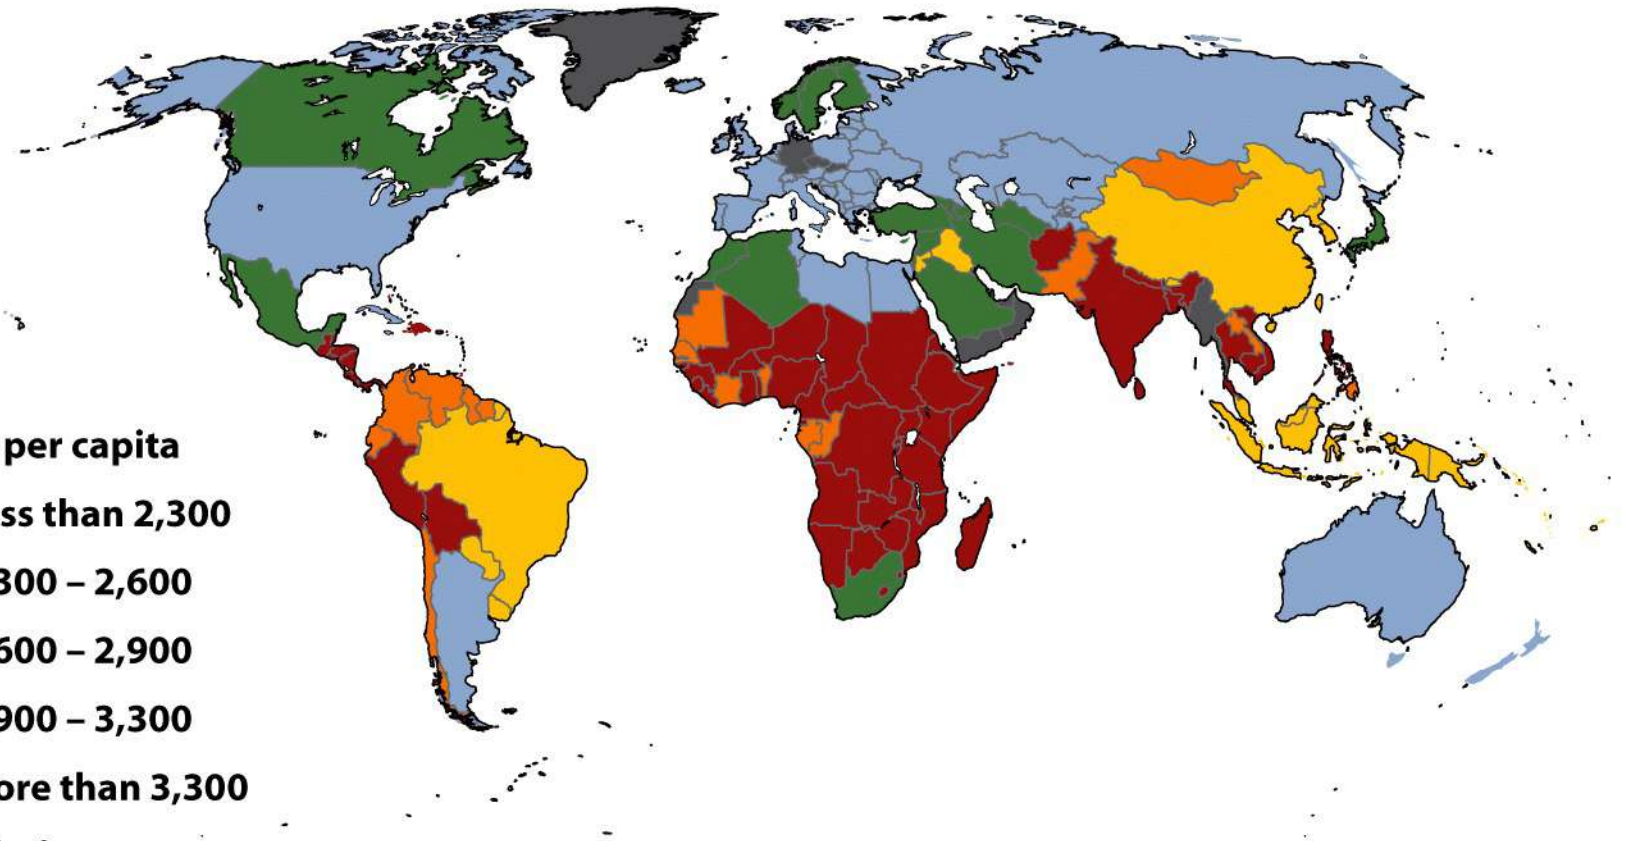 per capita
ss than 2,300
300 – 2,600
600 – 2,900
900 – 3,300
ore than 3,300